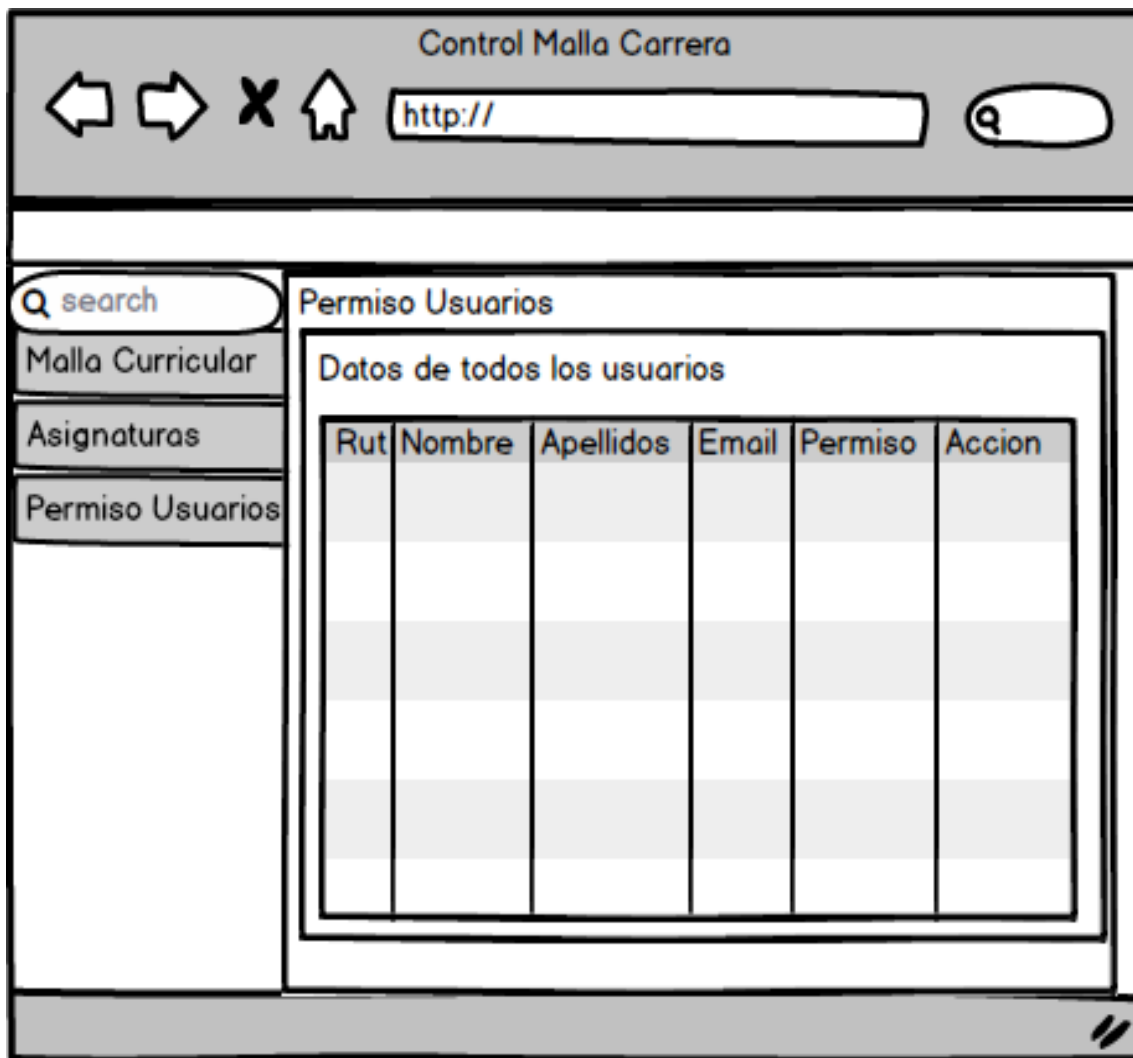 Control Malla Carrera
http://
search
Malla Curricular
Asignaturas
Permiso Usuarios
Permiso Usuarios
Datos de todos los usuarios
Rut Nombre Apellidos Email Permiso Accion